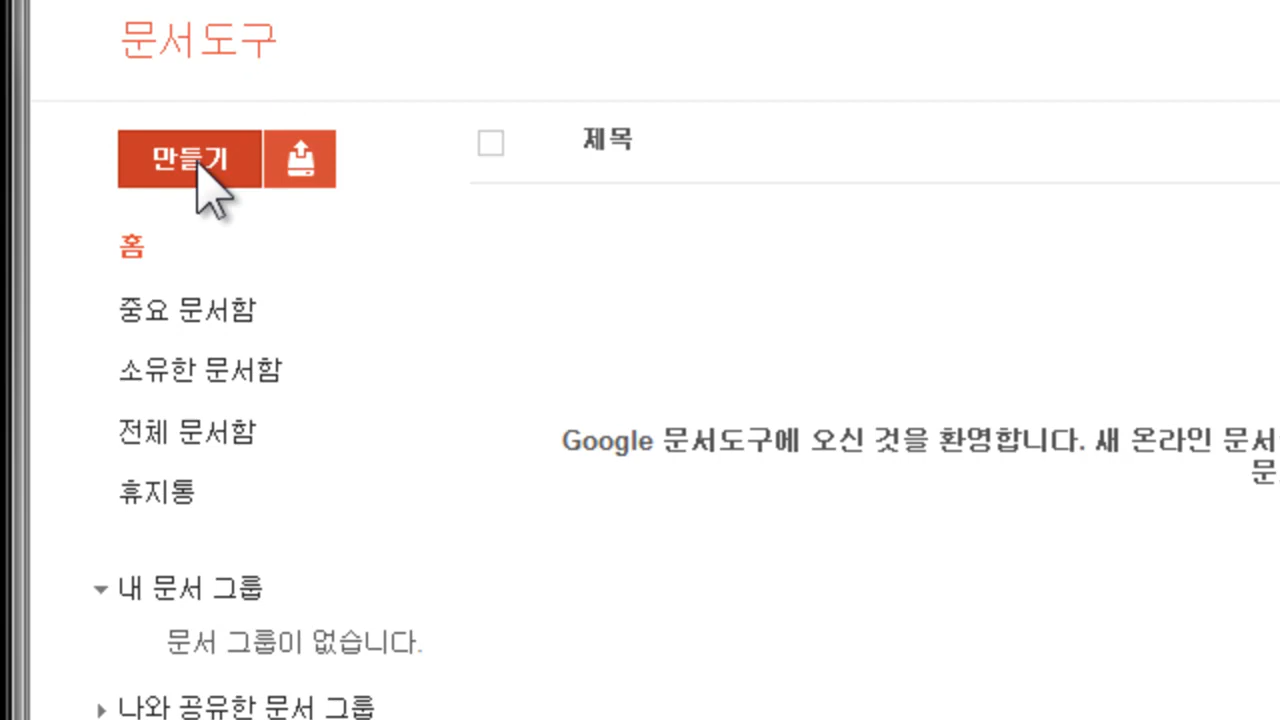 문서도구
만들기
제목
홈
중요 문서함
소유한 문서함
전체 문서함
휴지통
Google 문서도구에 오신 것을 환영합니다. 새 온라인 문서
내 문서 그룹
문서 그룹이 없습니다.
나와 공유한 문서 그룹